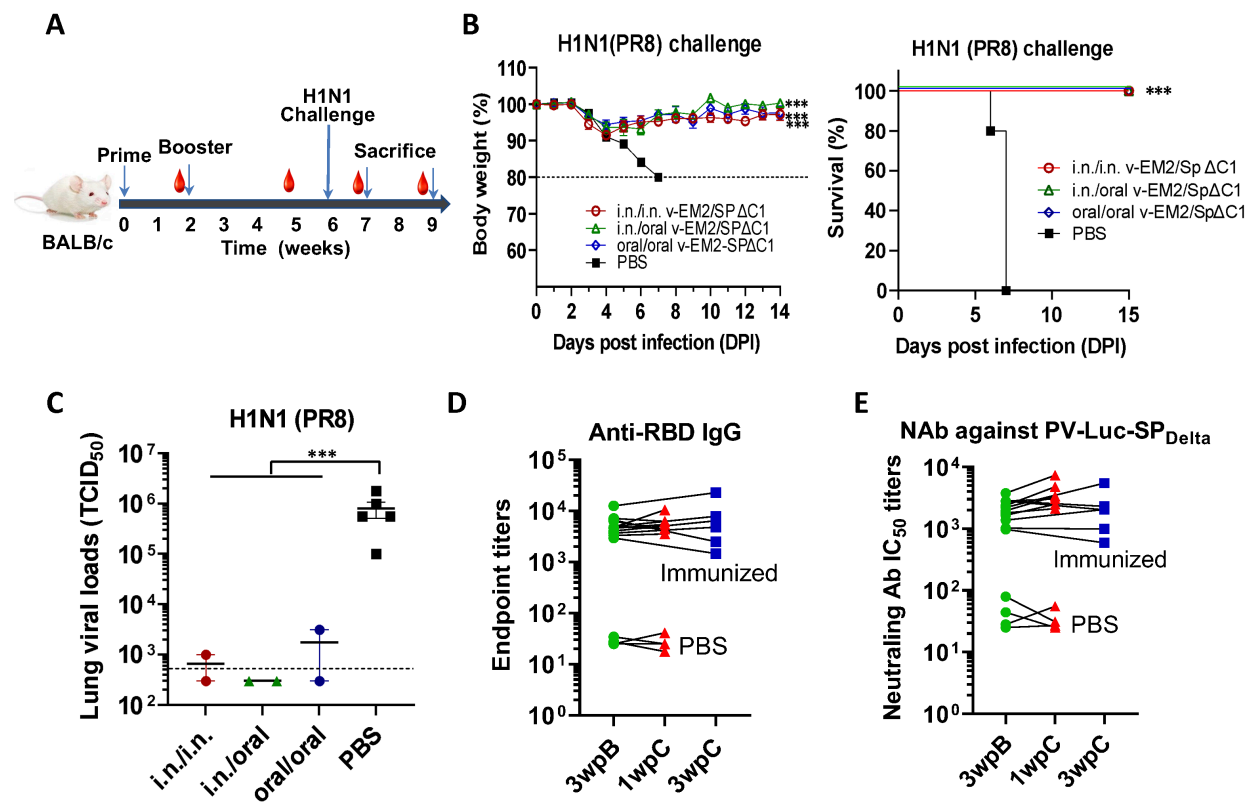 A
Prime
Booster
H1N1
Challenge
Sacrifice
BALB/c
0 1 2 3 4 5 6 7 8 9
Time (weeks)
B
H1N1(PR8) challenge
Body weight (%)
110
100
90
80
70
60
i.n./i.n. v-EM2/SPΔC1
i.n./oral v-EM2/SPΔC1
oral/oral v-EM2-SPΔC1
PBS
***
***
***
0 2 4 6 8 10 12 14
Days post infection (DPI)
H1N1 (PR8) challenge
Survival (%)
100
80
60
40
20
0
***
i.n./i.n. v-EM2/SpΔC1
i.n./oral v-EM2/SpΔC1
oral/oral v-EM2/SpΔC1
PBS
0 5 10 15
Days post infection (DPI)
C
H1N1 (PR8)
Lung viral loads (TCID50)
10^7
10^6
10^5
10^4
10^3
10^2
***
i.n./i.n.
i.n./oral
oral/oral
PBS
D
Anti-RBD IgG
Endpoint titers
10^5
10^4
10^3
10^2
10^1
10^0
Immunized
PBS
3wpB
1wpC
3wpC
E
NAb against PV-Luc-SPDelta
Neutraling Ab IC50 titers
10^4
10^3
10^2
10^1
10^0
Immunized
PBS
3wpB
1wpC
3wpC